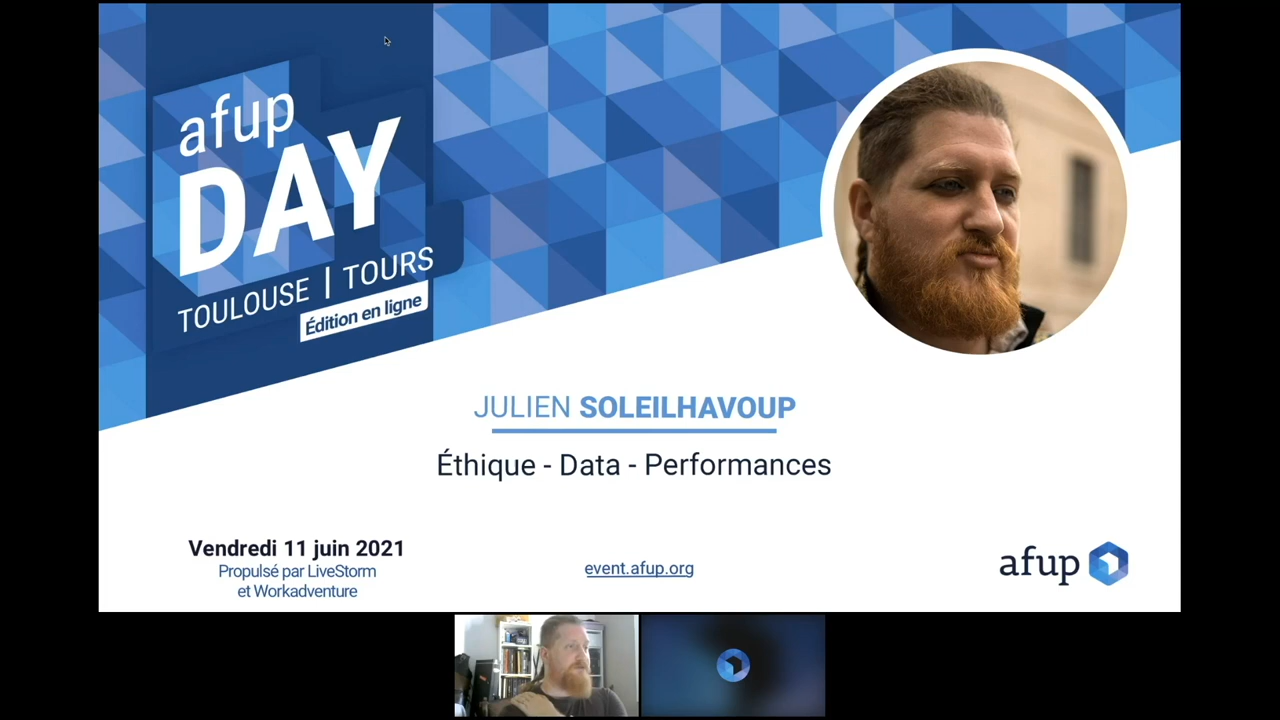 afup
DAY
TOULOUSE | TOURS
Édition en ligne
JULIEN SOLEILHAVOUP
Éthique - Data - Performances
Vendredi 11 juin 2021
Propulsé par LiveStorm
et Workadventure
event.afup.org
afup